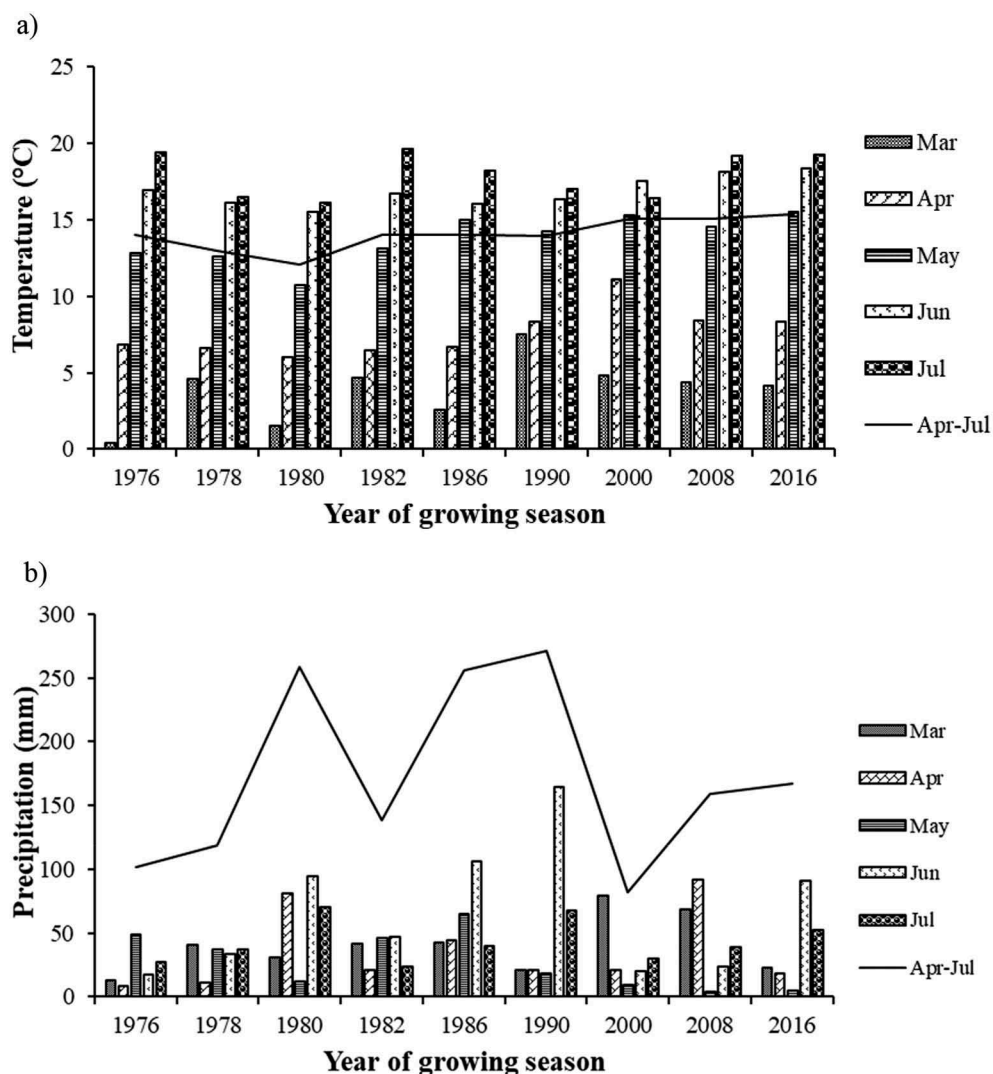 a)
25
20
15
10
5
0
Temperature (°C)
1976 1978 1980 1982 1986 1990 2000 2008 2016
Year of growing season
Mar
Apr
May
Jun
Jul
Apr-Jul
b)
300
250
200
150
100
50
0
Precipitation (mm)
1976 1978 1980 1982 1986 1990 2000 2008 2016
Year of growing season
Mar
Apr
May
Jun
Jul
Apr-Jul